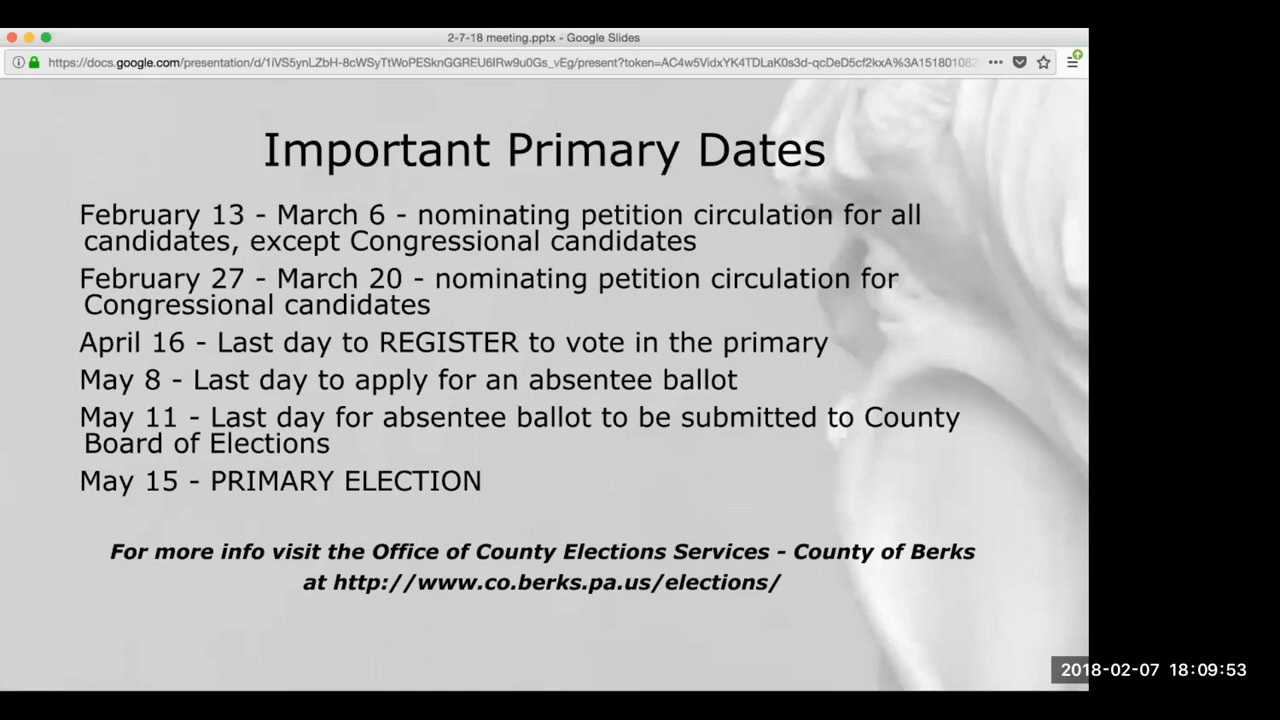 2-7-18 meeting.pptx - Google Slides
https://docs.google.com/presentation/d/1iVS5ynLZbH-8cWSyTtWoPESknGGREU6IRw9u0Gs_vEg/present?token=AC4w5VidxYK4TDLaK0s3d-qcDeD5cf2kxA%3A151801082
Important Primary Dates
February 13 - March 6 - nominating petition circulation for all
candidates, except Congressional candidates
February 27 - March 20 - nominating petition circulation for
Congressional candidates
April 16 - Last day to REGISTER to vote in the primary
May 8 - Last day to apply for an absentee ballot
May 11 - Last day for absentee ballot to be submitted to County
Board of Elections
May 15 - PRIMARY ELECTION
For more info visit the Office of County Elections Services - County of Berks
at http://www.co.berks.pa.us/elections/
2018-02-07 18:09:53